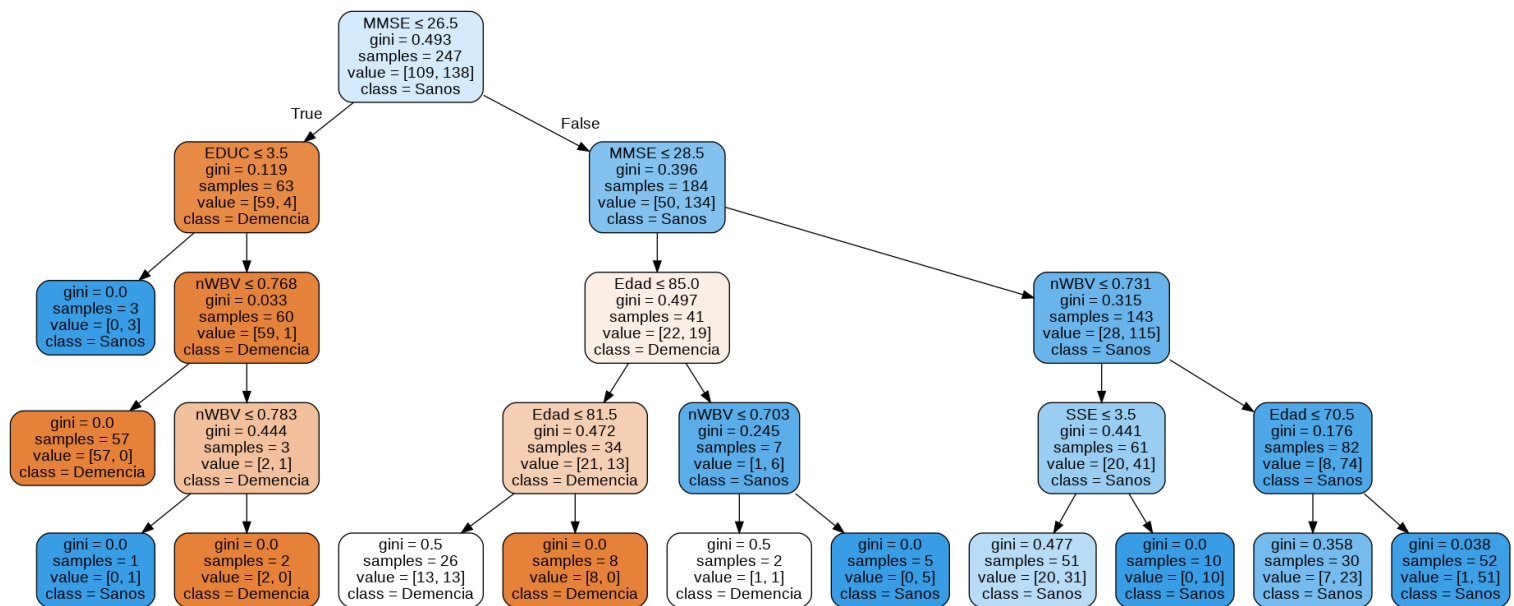 MMSE ≤ 26.5
gini = 0.493
samples = 247
value = [109, 138]
class = Sanos
True
False
EDUC ≤ 3.5
gini = 0.119
samples = 63
value = [59, 4]
class = Demencia
MMSE ≤ 28.5
gini = 0.396
samples = 184
value = [50, 134]
class = Sanos
gini = 0.0
samples = 3
value = [0, 3]
class = Sanos
nWBV ≤ 0.768
gini = 0.033
samples = 60
value = [59, 1]
class = Demencia
Edad ≤ 85.0
gini = 0.497
samples = 41
value = [22, 19]
class = Demencia
nWBV ≤ 0.731
gini = 0.315
samples = 143
value = [28, 115]
class = Sanos
gini = 0.0
samples = 57
value = [57, 0]
class = Demencia
nWBV ≤ 0.783
gini = 0.444
samples = 3
value = [2, 1]
class = Demencia
Edad ≤ 81.5
gini = 0.472
samples = 34
value = [21, 13]
class = Demencia
nWBV ≤ 0.703
gini = 0.245
samples = 7
value = [1, 6]
class = Sanos
SSE ≤ 3.5
gini = 0.441
samples = 61
value = [20, 41]
class = Sanos
Edad ≤ 70.5
gini = 0.176
samples = 82
value = [8, 74]
class = Sanos
gini = 0.0
samples = 1
value = [0, 1]
class = Sanos
gini = 0.0
samples = 2
value = [2, 0]
class = Demencia
gini = 0.5
samples = 26
value = [13, 13]
class = Demencia
gini = 0.0
samples = 8
value = [8, 0]
class = Demencia
gini = 0.5
samples = 2
value = [1, 1]
class = Demencia
gini = 0.0
samples = 5
value = [0, 5]
class = Sanos
gini = 0.477
samples = 51
value = [20, 31]
class = Sanos
gini = 0.0
samples = 10
value = [0, 10]
class = Sanos
gini = 0.358
samples = 30
value = [7, 23]
class = Sanos
gini = 0.038
samples = 52
value = [1, 51]
class = Sanos